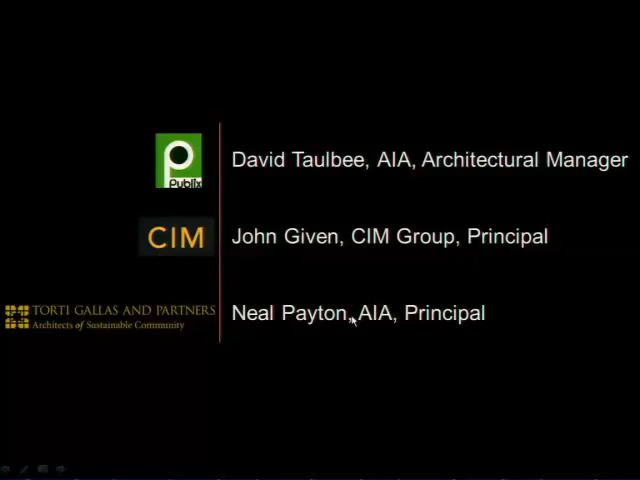 Publix
David Taulbee, AIA, Architectural Manager
CIM
John Given, CIM Group, Principal
TORTI GALLAS AND PARTNERS
Architects of Sustainable Community
Neal Payton, AIA, Principal